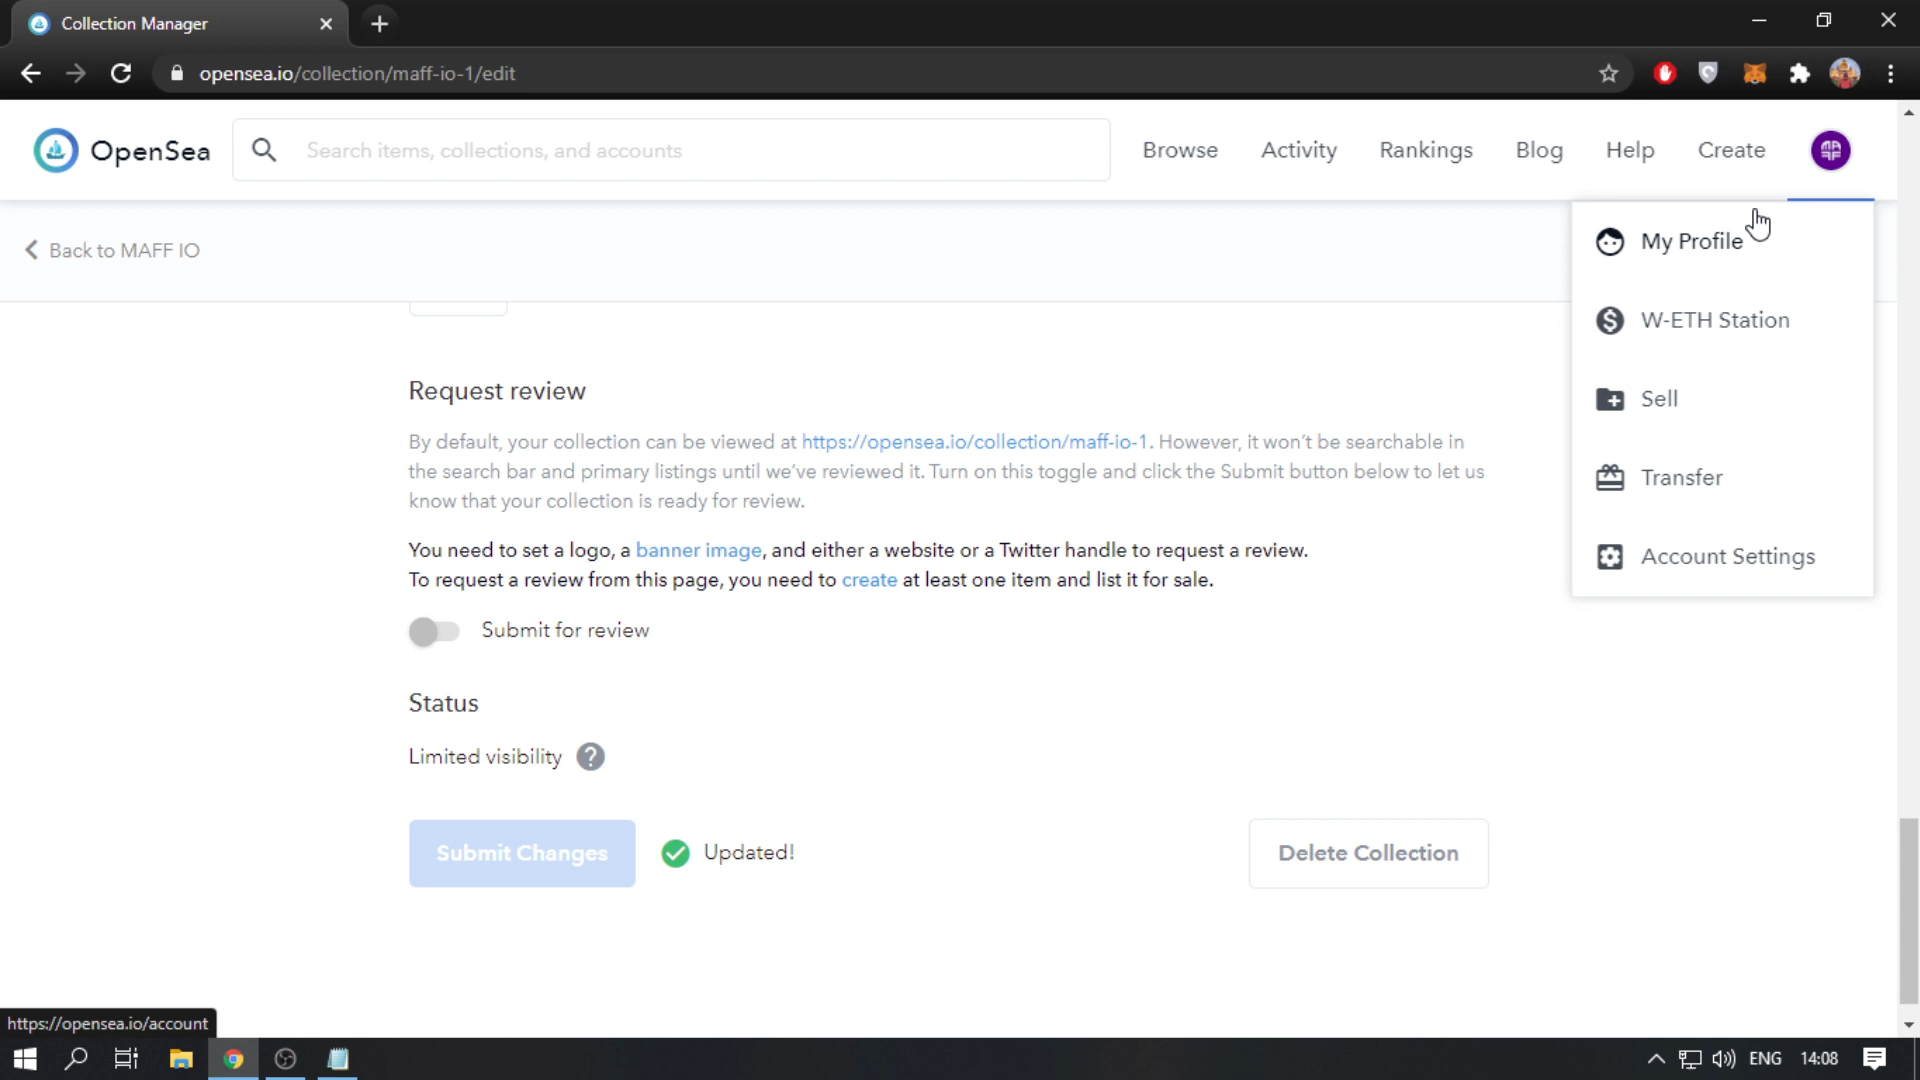 Collection Manager
opensea.io/collection/maff-io-1/edit
OpenSea
Search items, collections, and accounts
Browse
Activity
Rankings
Blog
Help
Create
Back to MAFF IO
My Profile
W-ETH Station
Sell
Transfer
Account Settings
Request review
By default, your collection can be viewed at https://opensea.io/collection/maff-io-1. However, it won't be searchable in
the search bar and primary listings until we've reviewed it. Turn on this toggle and click the Submit button below to let us
know that your collection is ready for review.
You need to set a logo, a banner image, and either a website or a Twitter handle to request a review.
To request a review from this page, you need to create at least one item and list it for sale.
Submit for review
Status
Limited visibility ?
Submit Changes
Updated!
Delete Collection
https://opensea.io/account
ENG
14:08